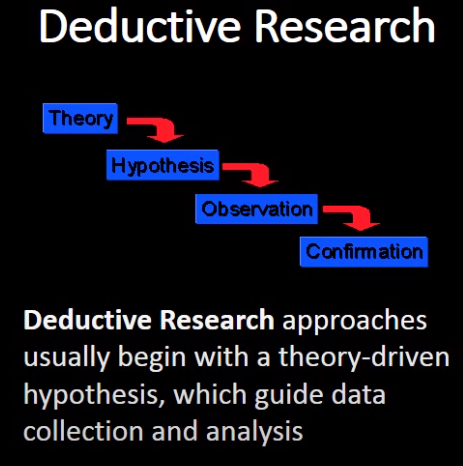 Deductive Research
Theory
Hypothesis
Observation
Confirmation
Deductive Research approaches
usually begin with a theory-driven
hypothesis, which guide data
collection and analysis